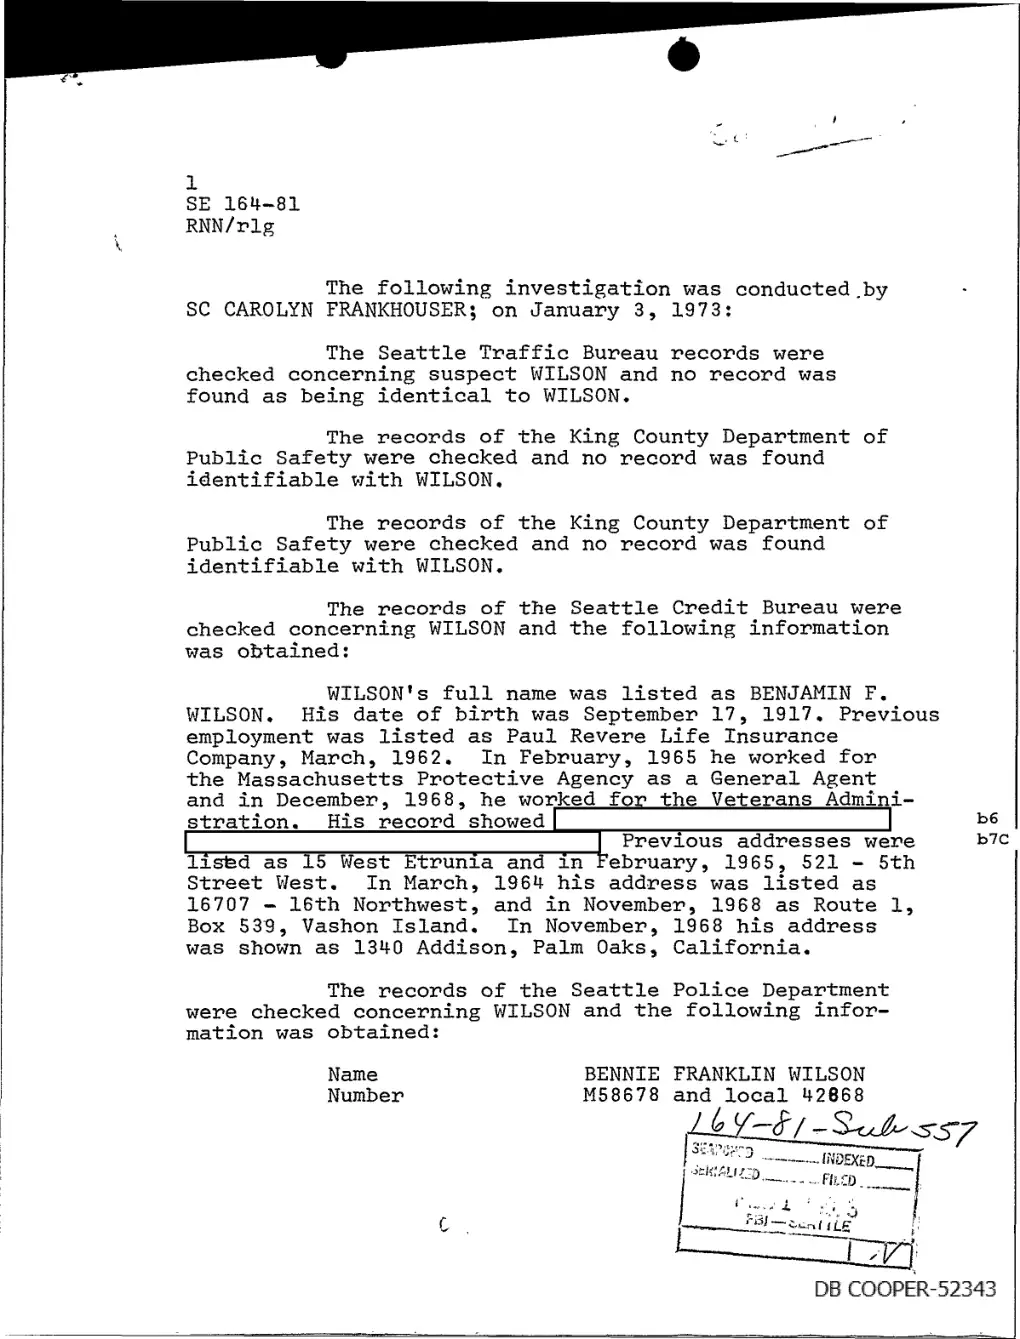 1
SE 164-81
RNN/rlg
The following investigation was conducted by
SC CAROLYN FRANKHOUSER; on January 3, 1973:
The Seattle Traffic Bureau records were
checked concerning suspect WILSON and no record was
found as being identical to WILSON.
The records of the King County Department of
Public Safety were checked and no record was found
identifiable with WILSON.
The records of the King County Department of
Public Safety were checked and no record was found
identifiable with WILSON.
The records of the Seattle Credit Bureau were
checked concerning WILSON and the following information
was obtained:
WILSON's full name was listed as BENJAMIN F.
WILSON. His date of birth was September 17, 1917. Previous
employment was listed as Paul Revere Life Insurance
Company, March, 1962. In February, 1965 he worked for
the Massachusetts Protective Agency as a General Agent
and in December, 1968, he worked for the Veterans Admini-
stration. His record showed
b6
Previous addresses were
b7C
listed as 15 West Etrunia and in February, 1965, 521 - 5th
Street West. In March, 1964 his address was listed as
16707 - 16th Northwest, and in November, 1968 as Route 1,
Box 539, Vashon Island. In November, 1968 his address
was shown as 1340 Addison, Palm Oaks, California.
The records of the Seattle Police Department
were checked concerning WILSON and the following infor-
mation was obtained:
Name BENNIE FRANKLIN WILSON
Number M58678 and local 42868
164-81-Sub 557
SEARCHED INDEXED
SERIALIZED FILED
FBI-SEATTLE
DB COOPER-52343